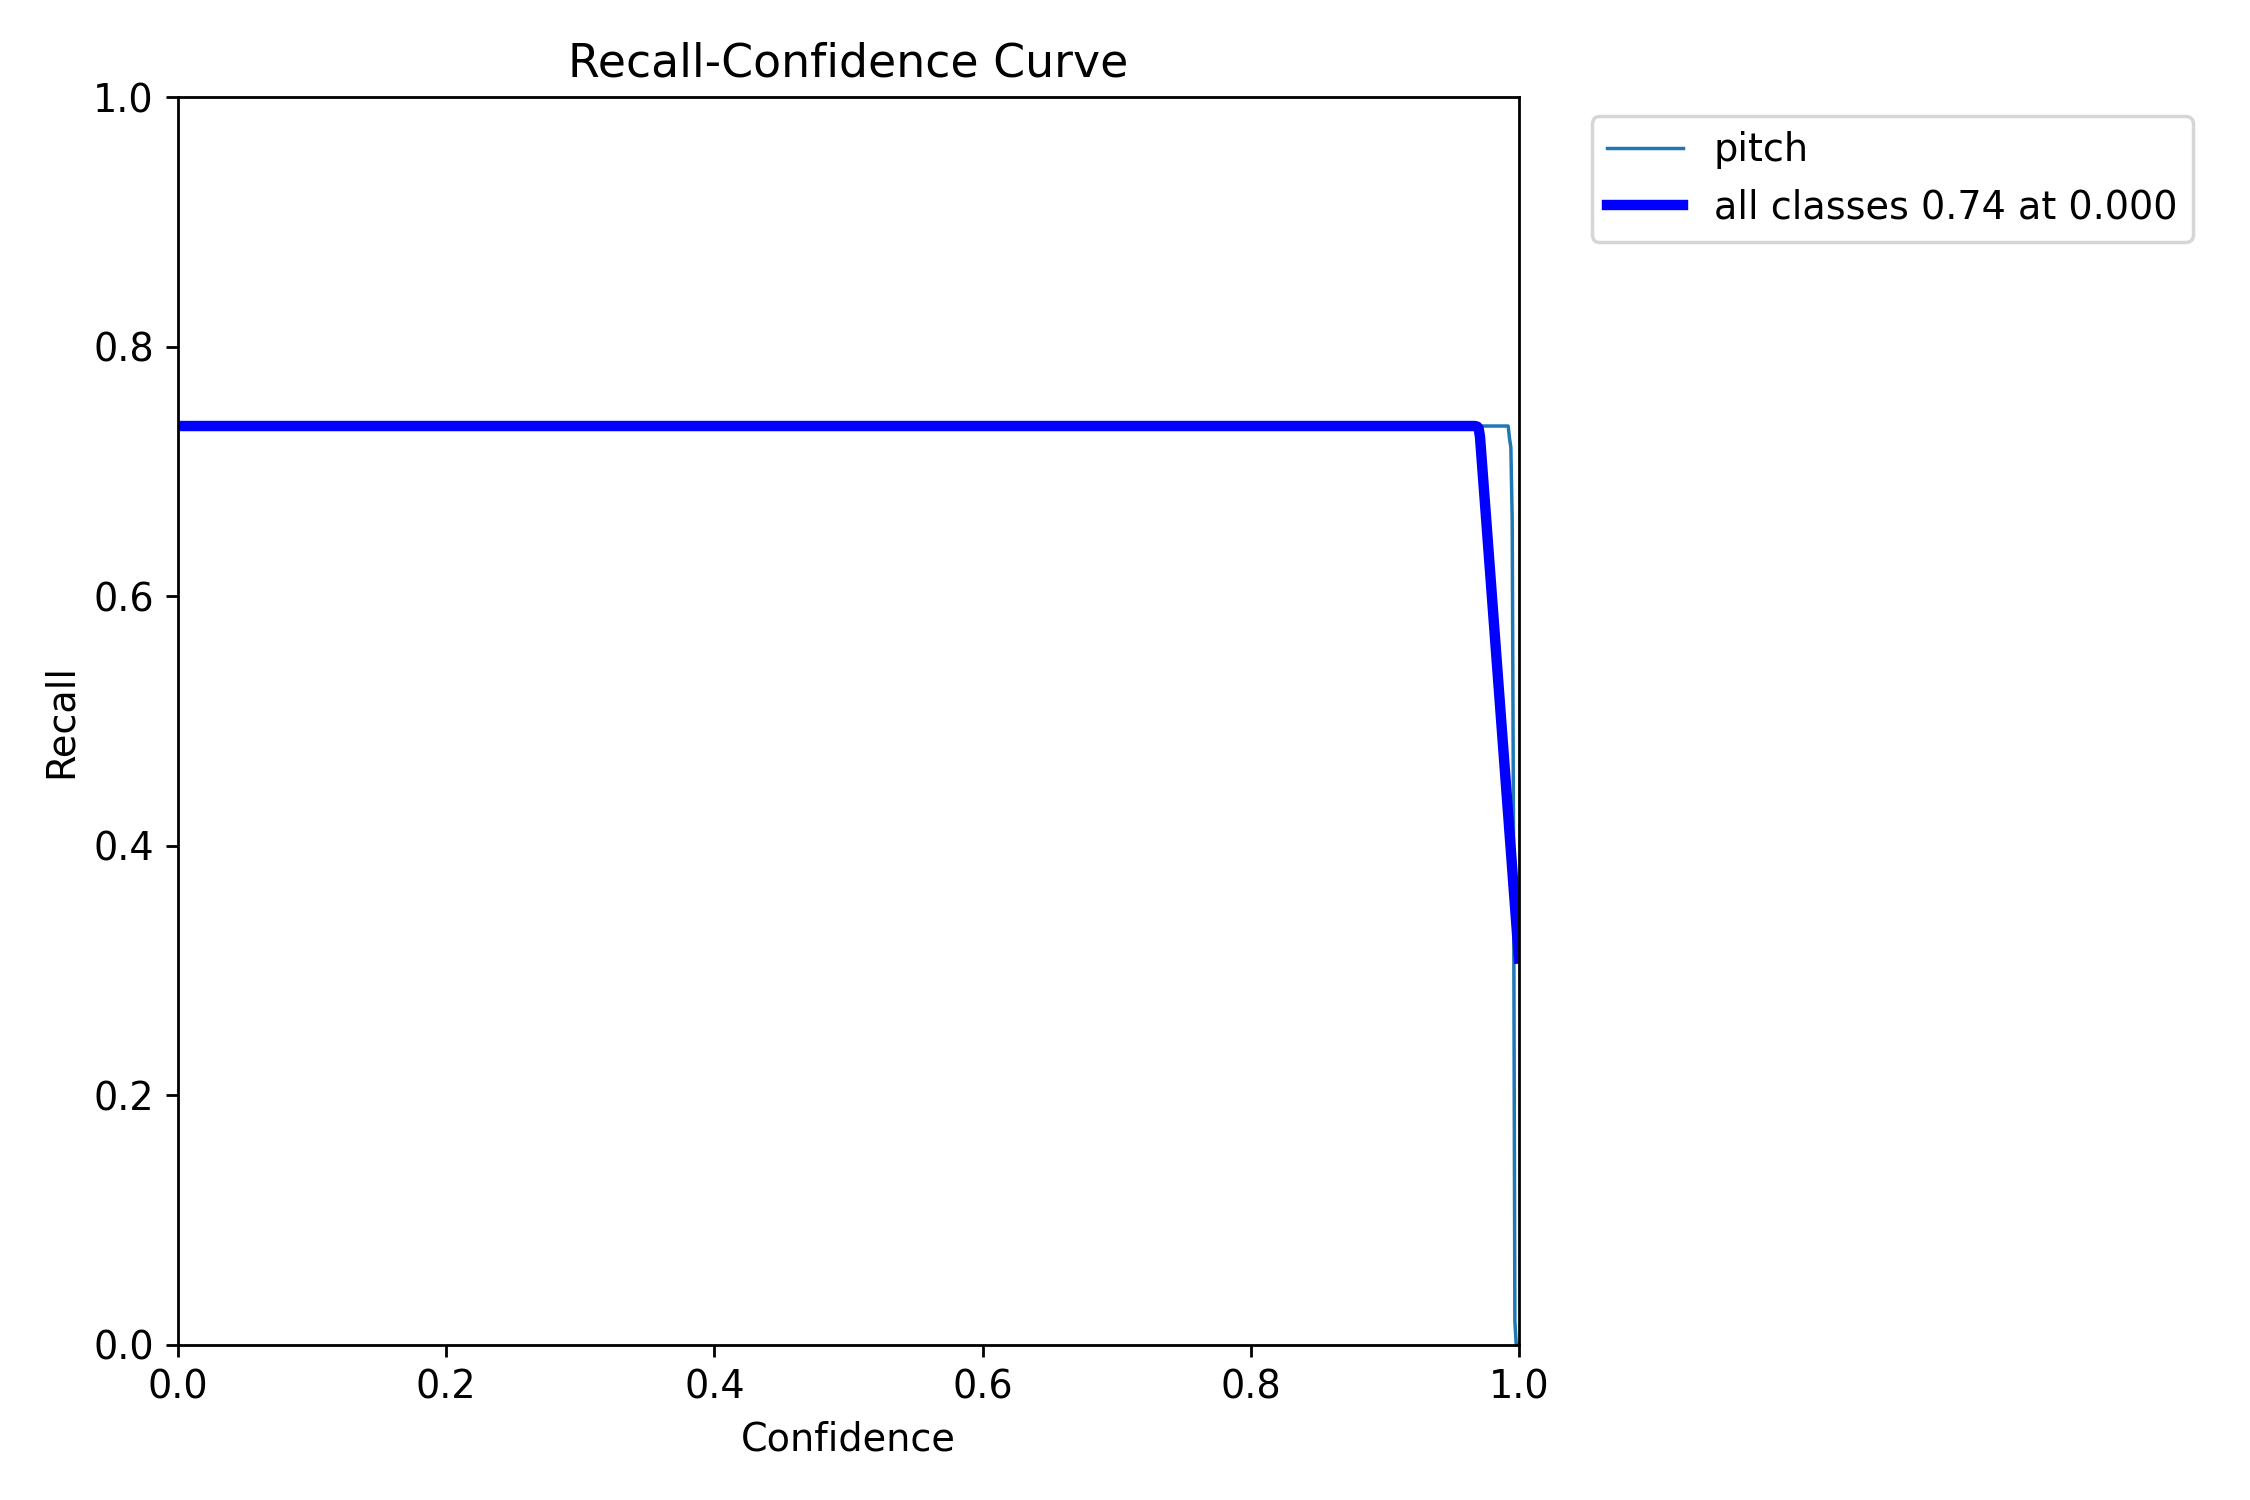 Recall-Confidence Curve
1.0
0.8
0.6
0.4
0.2
0.0
Recall
0.0 0.2 0.4 0.6 0.8 1.0
Confidence
pitch
all classes 0.74 at 0.000